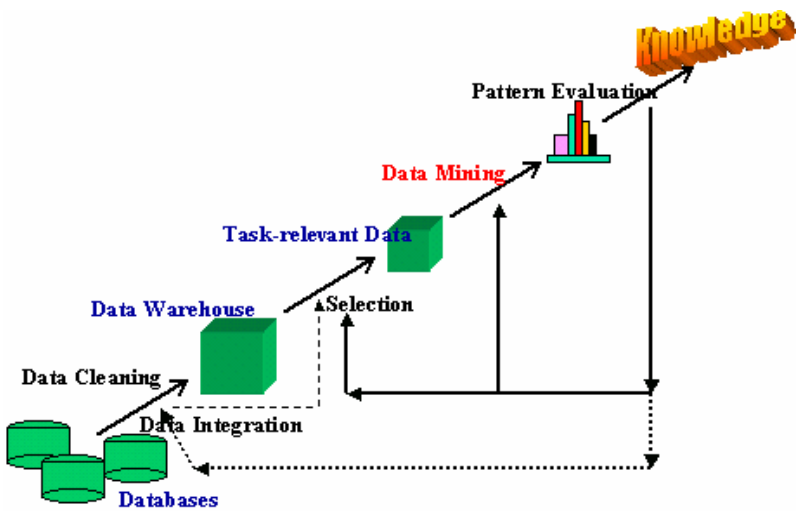 Knowledge
Pattern Evaluation
Data Mining
Task-relevant Data
Data Warehouse
Selection
Data Cleaning
Data Integration
Databases